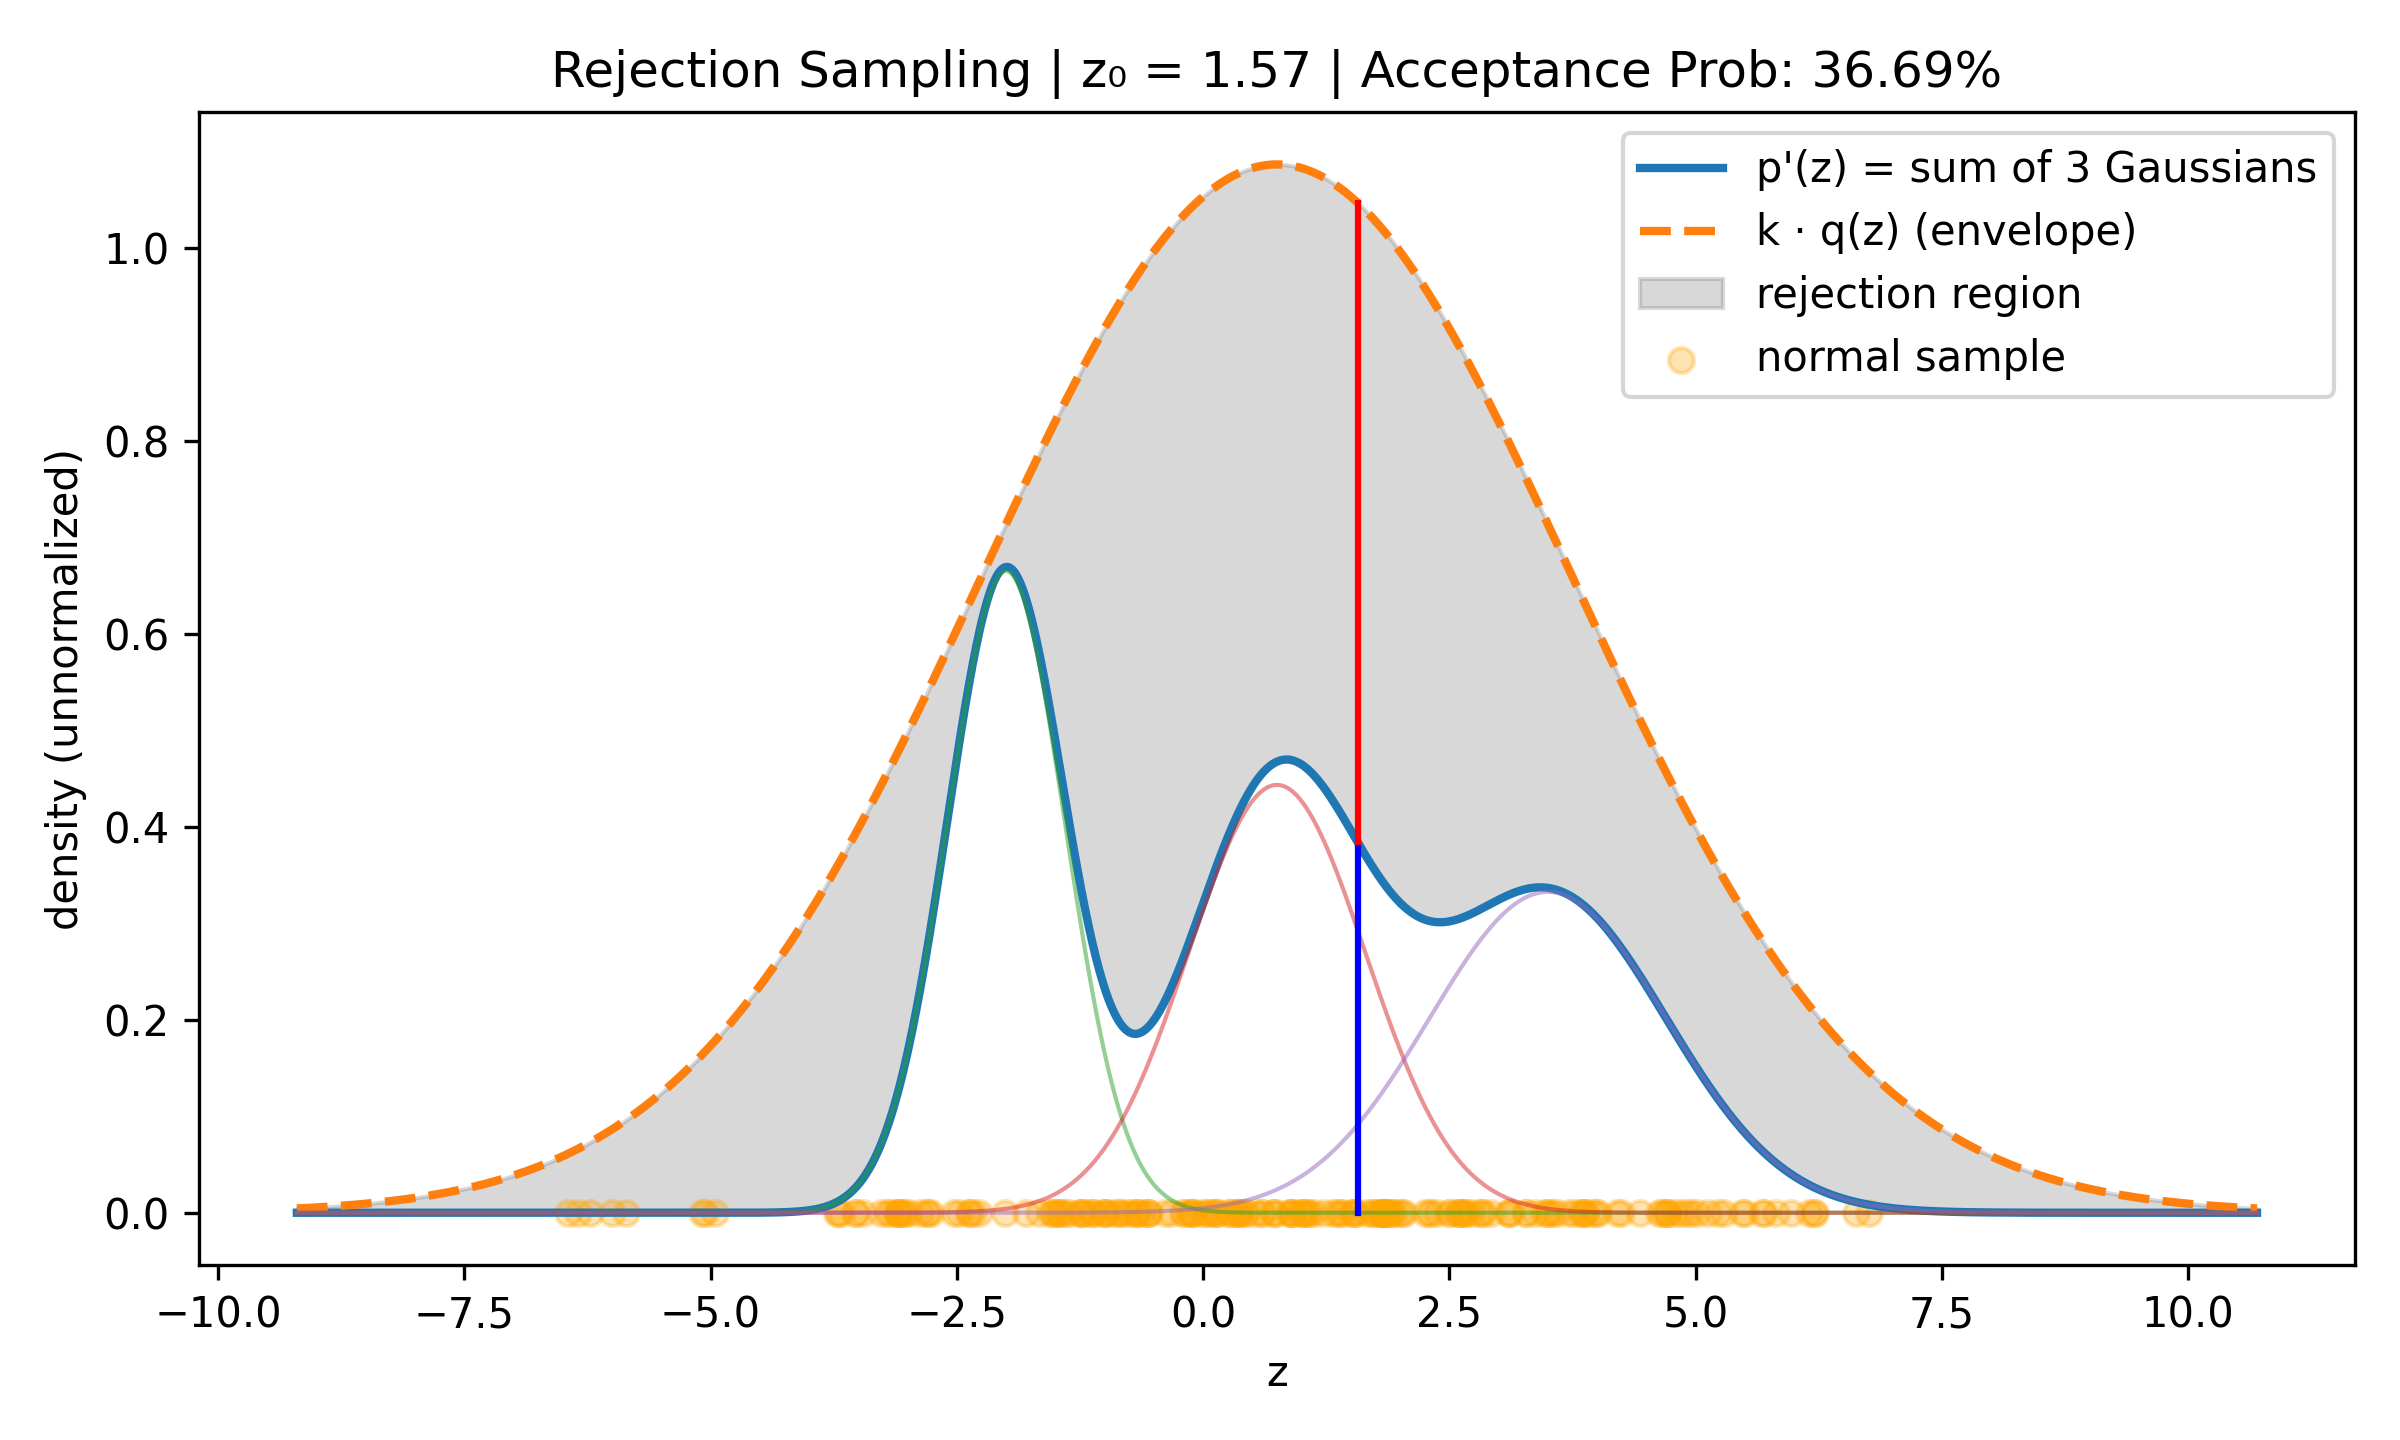 Rejection Sampling | z₀ = 1.57 | Acceptance Prob: 36.69%
p'(z) = sum of 3 Gaussians
k · q(z) (envelope)
rejection region
normal sample
density (unnormalized)
1.0
0.8
0.6
0.4
0.2
0.0
−10.0 −7.5 −5.0 −2.5 0.0 2.5 5.0 7.5 10.0
z